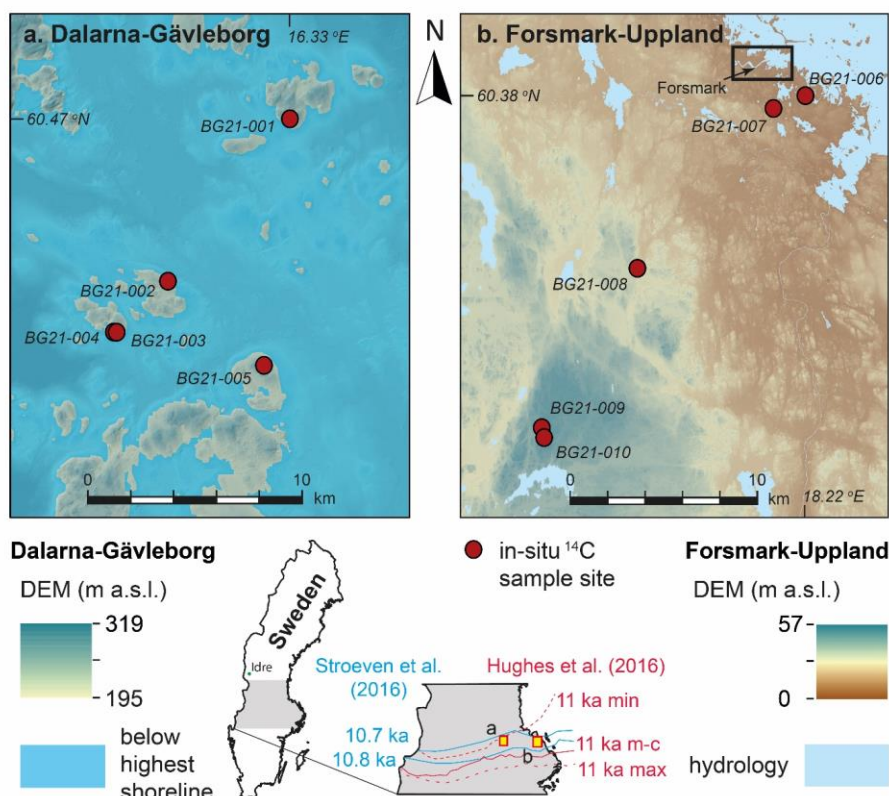 a. Dalarna-Gävleborg
16.33 °E
60.47 °N
BG21-001
BG21-002
BG21-004
BG21-003
BG21-005
0
10
km
N
b. Forsmark-Uppland
60.38 °N
Forsmark
BG21-006
BG21-007
BG21-008
BG21-009
BG21-010
0
10
km
18.22 °E
Dalarna-Gävleborg
DEM (m a.s.l.)
319
195
below
highest
shoreline
Sweden
Idre
in-situ ¹⁴C
sample site
Stroeven et al.
(2016)
Hughes et al. (2016)
11 ka min
10.7 ka
10.8 ka
a
b
11 ka m-c
11 ka max
Forsmark-Uppland
DEM (m a.s.l.)
57
0
hydrology